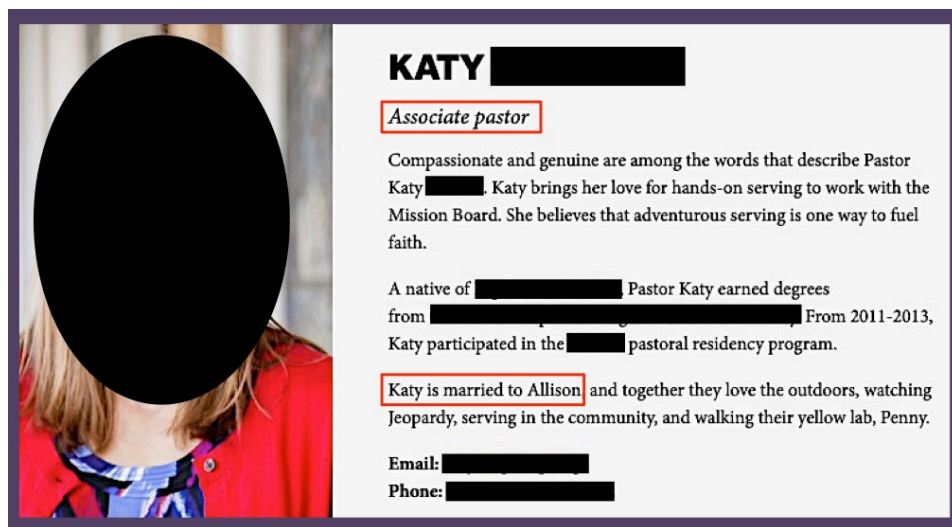 KATY
Associate pastor
Compassionate and genuine are among the words that describe Pastor
Katy . Katy brings her love for hands-on serving to work with the
Mission Board. She believes that adventurous serving is one way to fuel
faith.
A native of , Pastor Katy earned degrees
from From 2011-2013,
Katy participated in the pastoral residency program.
Katy is married to Allison and together they love the outdoors, watching
Jeopardy, serving in the community, and walking their yellow lab, Penny.
Email:
Phone: